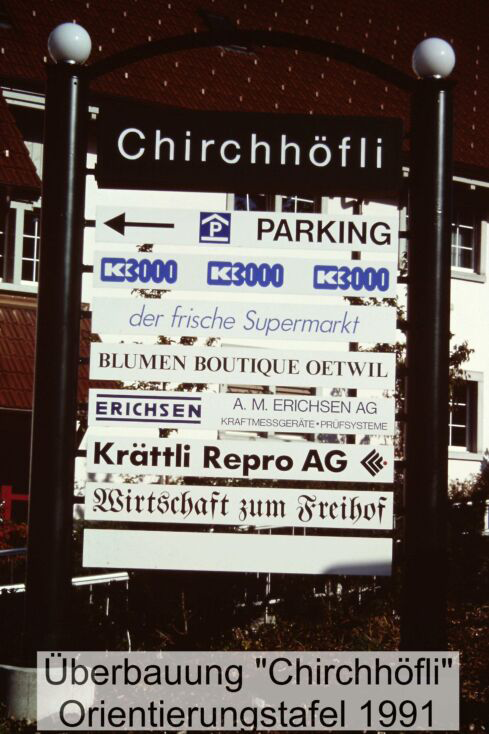 Chirchhöfli
P PARKING
K3000 K3000 K3000
der frische Supermarkt
BLUMEN BOUTIQUE OETWIL
ERICHSEN A. M. ERICHSEN AG
KRAFTMESSGERÄTE•PRÜFSYSTEME
Krättli Repro AG
Wirtschaft zum Freihof
Überbauung "Chirchhöfli"
Orientierungstafel 1991